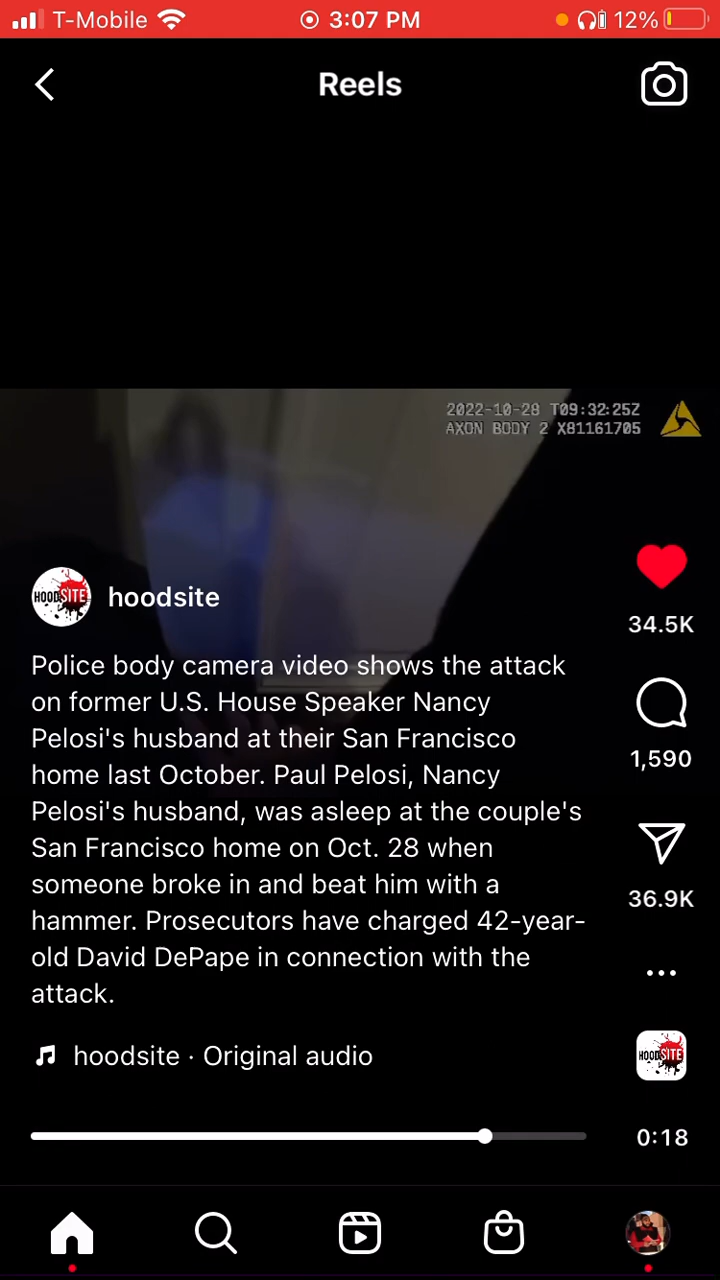 T-Mobile
3:07 PM
12%
Reels
2022-10-28 T09:32:25Z
AXON BODY 2 X81161705
HOODSITE
hoodsite
34.5K
Police body camera video shows the attack
on former U.S. House Speaker Nancy
Pelosi's husband at their San Francisco
home last October. Paul Pelosi, Nancy
Pelosi's husband, was asleep at the couple's
San Francisco home on Oct. 28 when
someone broke in and beat him with a
hammer. Prosecutors have charged 42-year-
old David DePape in connection with the
attack.
1,590
36.9K
hoodsite · Original audio
HOODSITE
0:18